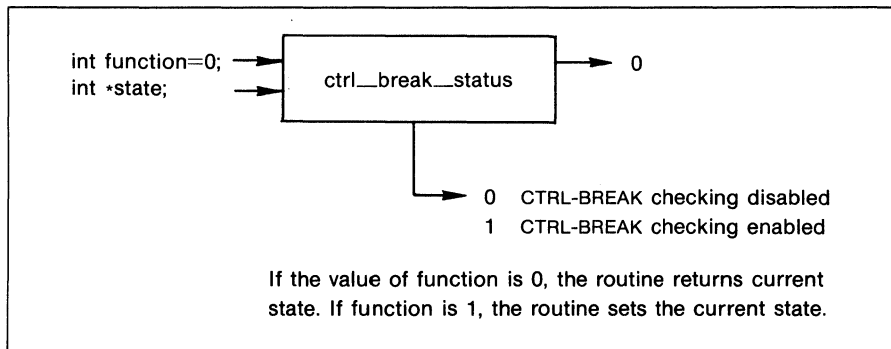 int function=0;
int *state;
ctrl__break__status
0
0 CTRL-BREAK checking disabled
1 CTRL-BREAK checking enabled
If the value of function is 0, the routine returns current
state. If function is 1, the routine sets the current state.